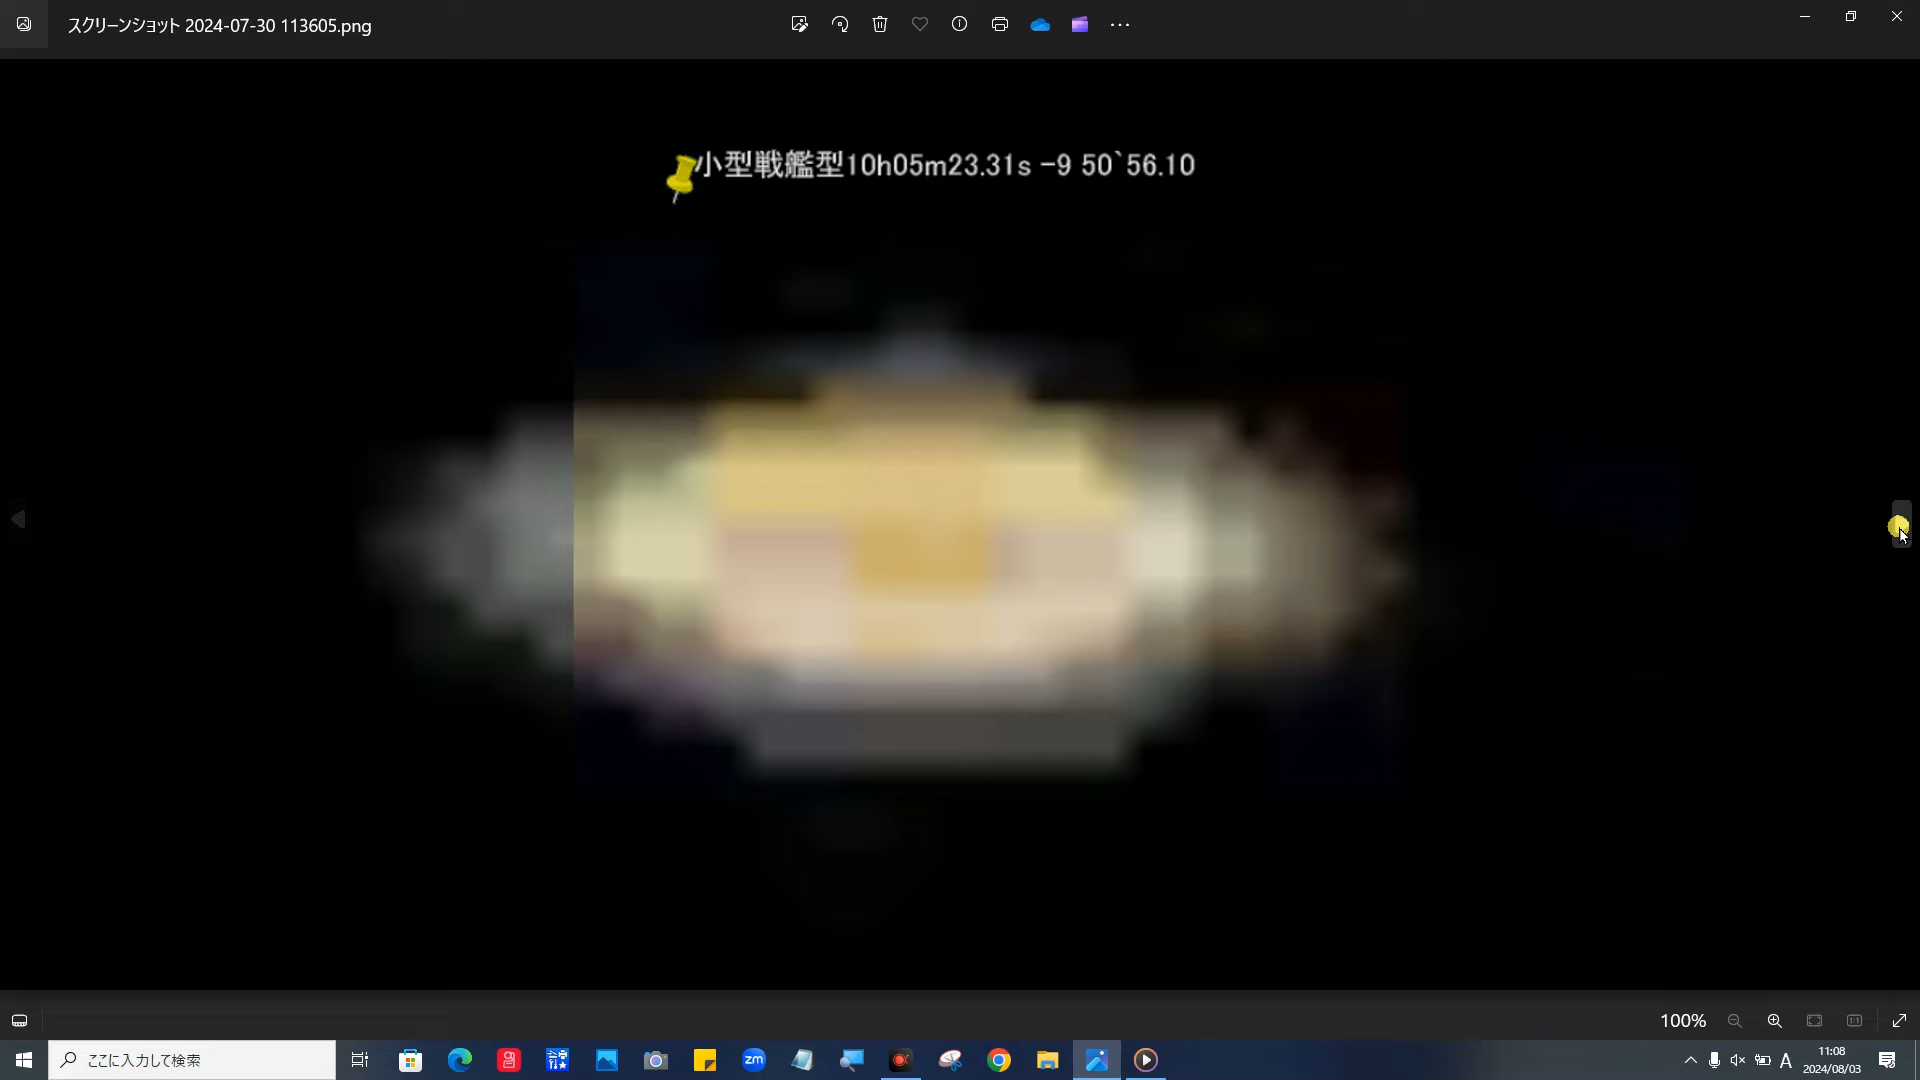 スクリーンショット 2024-07-30 113605.png
小型戦艦型10h05m23.31s -9 50`56.10
100%
ここに入力して検索
zm
A
11:08
2024/08/03